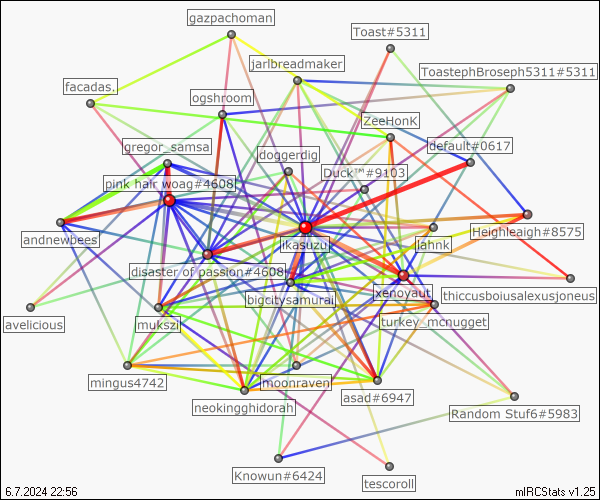 gazpachoman
Toast#5311
jarlbreadmaker
ToastephBroseph5311#5311
facadas.
ogshroom
ZeeHonK
gregor_samsa
doggerdig
default#0617
pink hair woag#4608
Duck™#9103
andnewbees
ikasuzu
lahnk
Heighleaigh#8575
disaster of passion#4608
bigcitysamurai
xenoyaut
thiccusboiusalexusjoneus
avelicious
mukszi
turkey_mcnugget
mingus4742
moonraven
neokingghidorah
asad#6947
Random Stuf6#5983
Knowun#6424
tescoroll
6.7.2024 22:56
mIRCStats v1.25